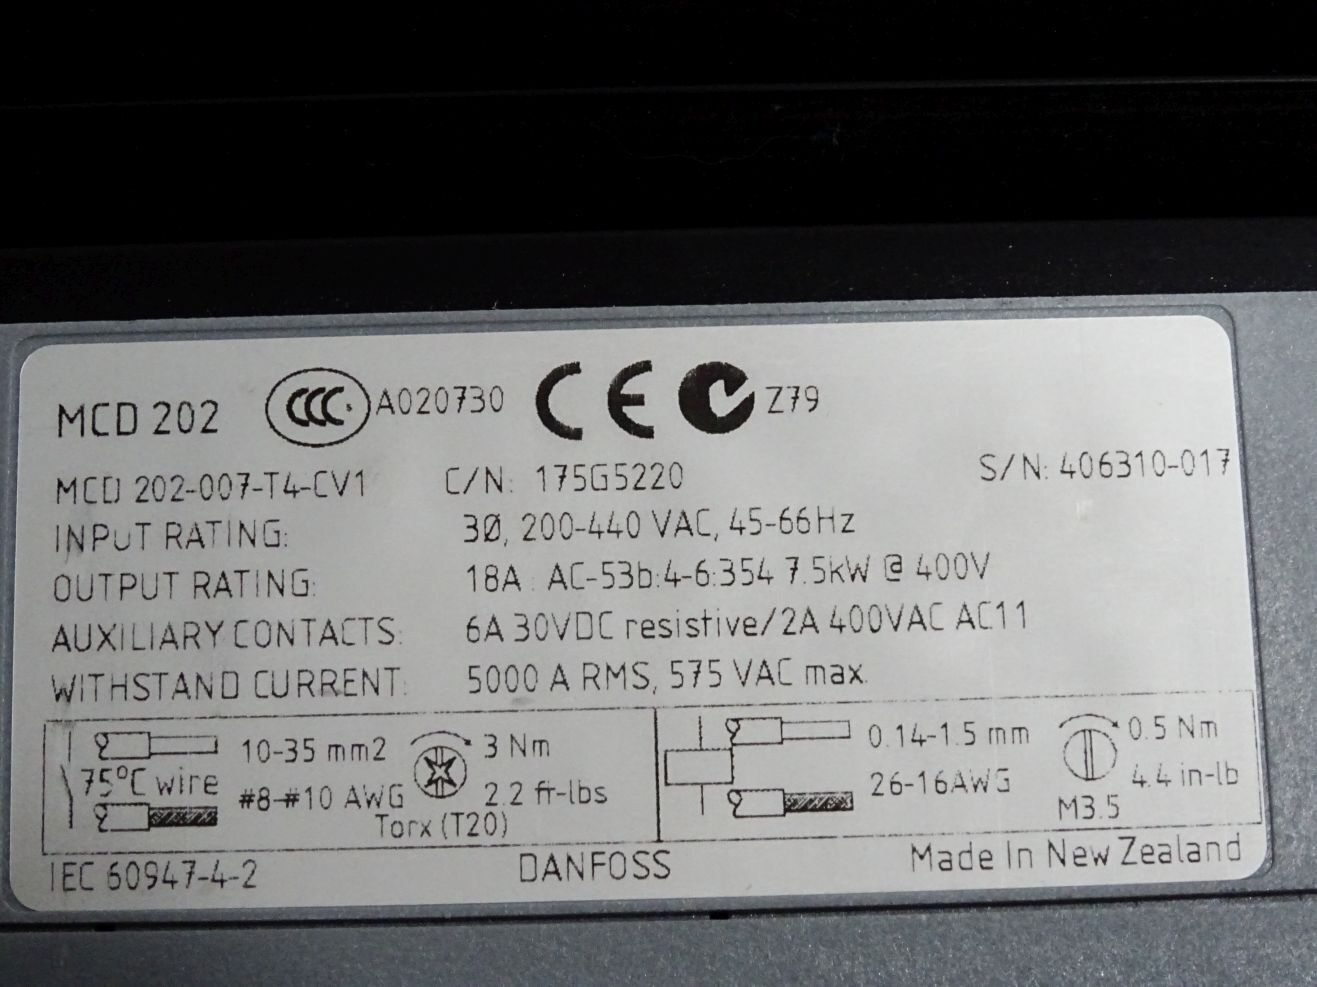 MCD 202 CCC A020730 CE Z79
MCD 202-007-T4-CV1 C/N: 175G5220 S/N: 406310-017
INPUT RATING: 3Ø, 200-440 VAC, 45-66Hz
OUTPUT RATING: 18A : AC-53b:4-6:354 7.5kW @ 400V
AUXILIARY CONTACTS: 6A 30VDC resistive/2A 400VAC AC11
WITHSTAND CURRENT: 5000 A RMS, 575 VAC max.
10-35 mm2 3 Nm 0.14-1.5 mm 0.5 Nm
75°C wire #8-#10 AWG 2.2 ft-lbs 26-16AWG 4.4 in-lb
Torx (T20) M3.5
IEC 60947-4-2 DANFOSS Made In New Zealand